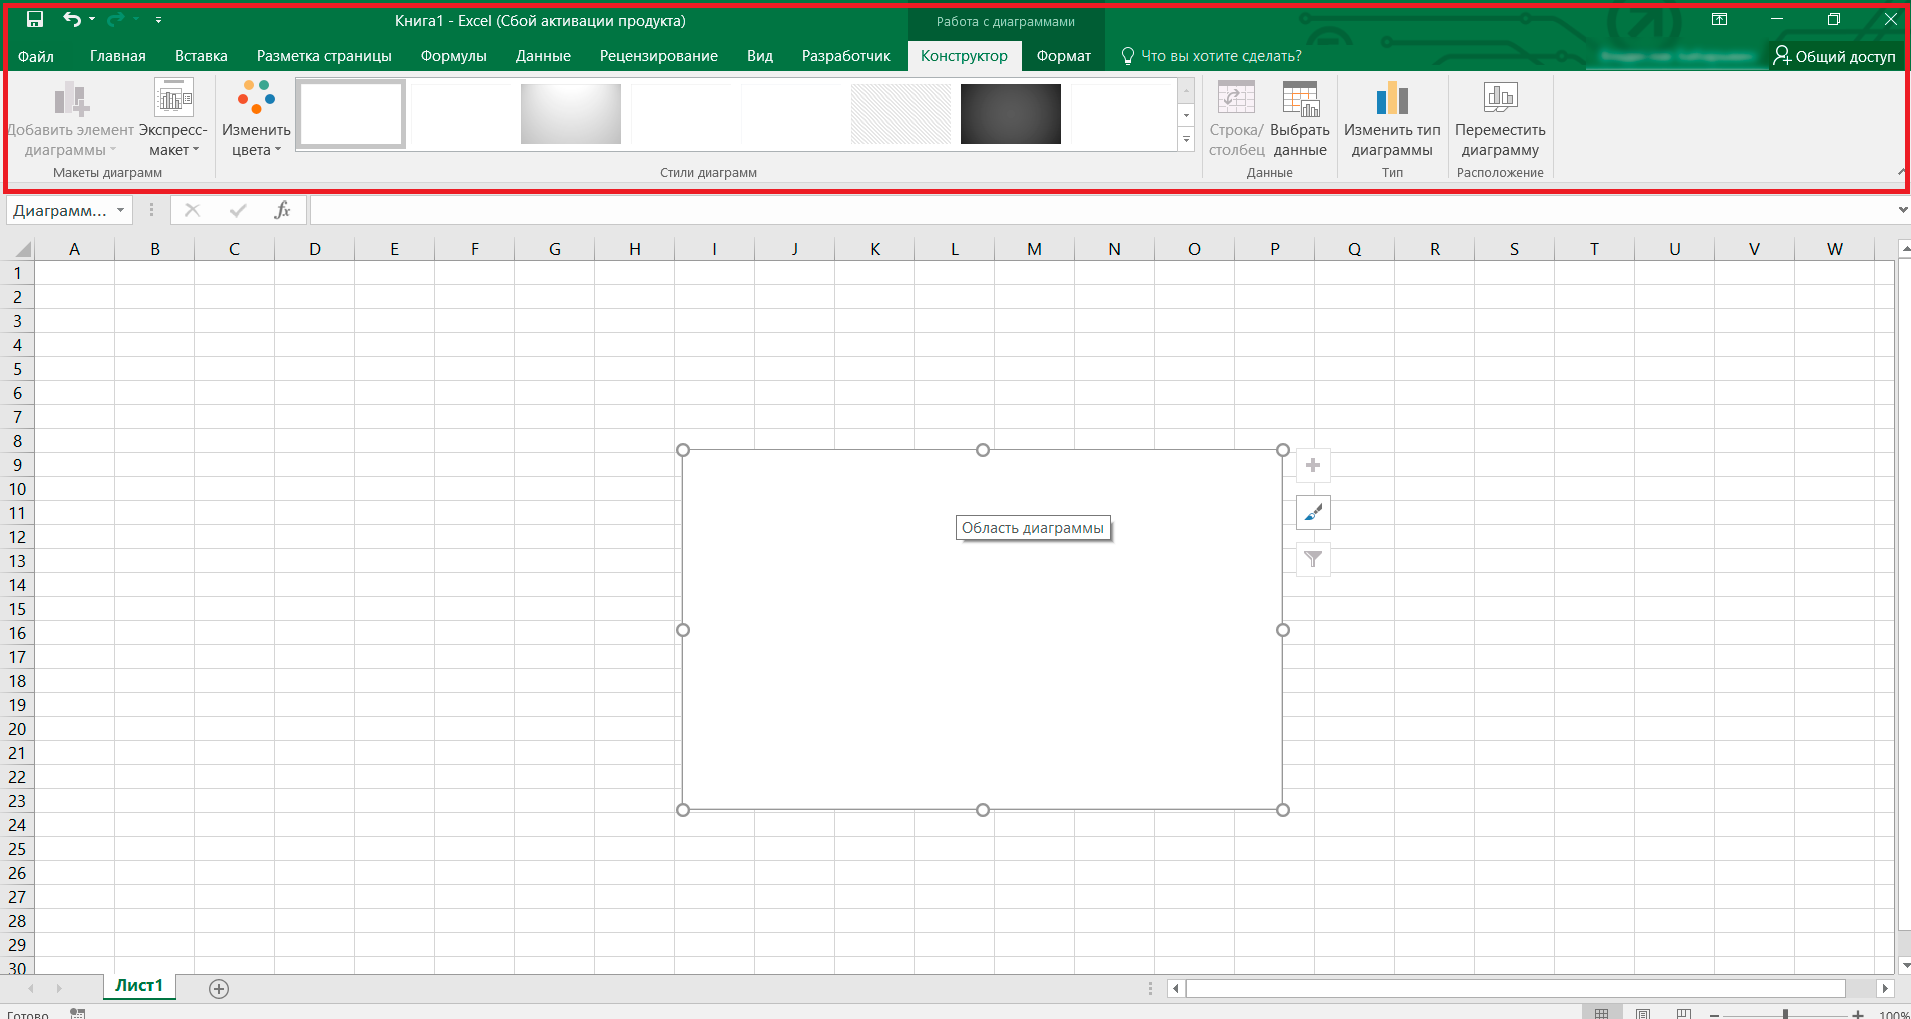 Книга1 - Excel (Сбой активации продукта)
Работа с диаграммами
Файл Главная Вставка Разметка страницы Формулы Данные Рецензирование Вид Разработчик Конструктор Формат Что вы хотите сделать? Общий доступ
Добавить элемент диаграммы
Экспресс-макет
Изменить цвета
Строка/столбец
Выбрать данные
Изменить тип диаграммы
Переместить диаграмму
Макеты диаграмм Стили диаграмм Данные Тип Расположение
Диаграмм... fx
A B C D E F G H I J K L M N O P Q R S T U V W
1
2
3
4
5
6
7
8
9
10
11
12
Область диаграммы
13
14
15
16
17
18
19
20
21
22
23
24
25
26
27
28
29
30
Лист1
Готово 100%